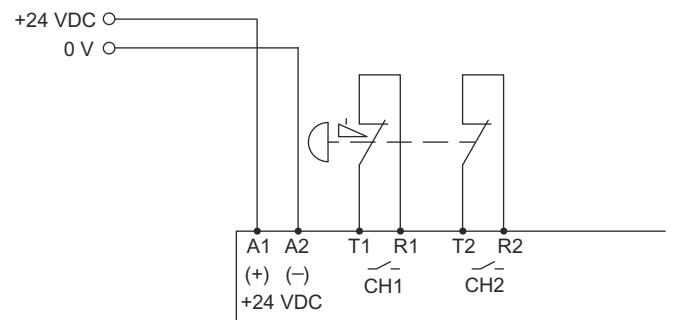 +24 VDC
0 V
A1 A2 T1 R1 T2 R2
(+) (–) CH1 CH2
+24 VDC